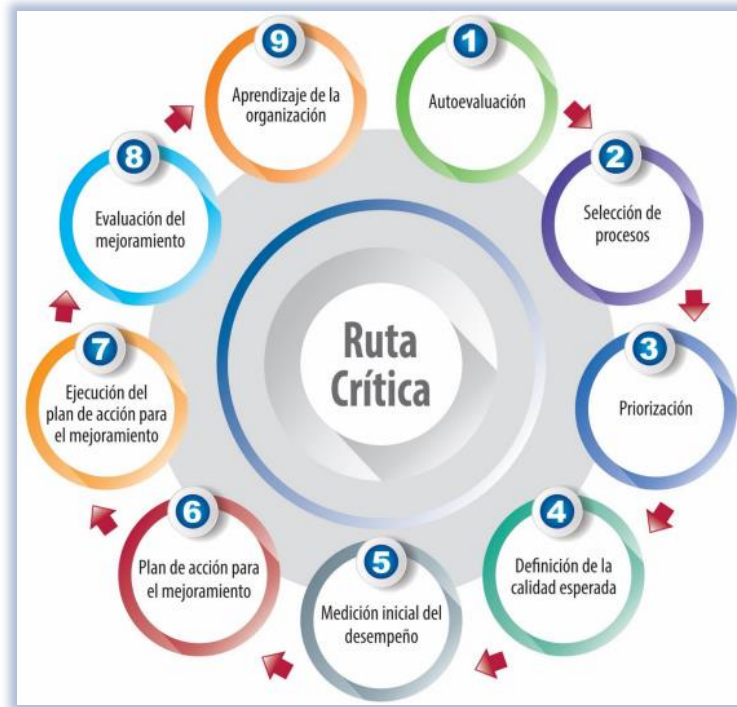 Ruta
Crítica
1
Autoevaluación
2
Selección de
procesos
3
Priorización
4
Definición de la
calidad esperada
5
Medición inicial del
desempeño
6
Plan de acción para
el mejoramiento
7
Ejecución del
plan de acción para
el mejoramiento
8
Evaluación del
mejoramiento
9
Aprendizaje de la
organización